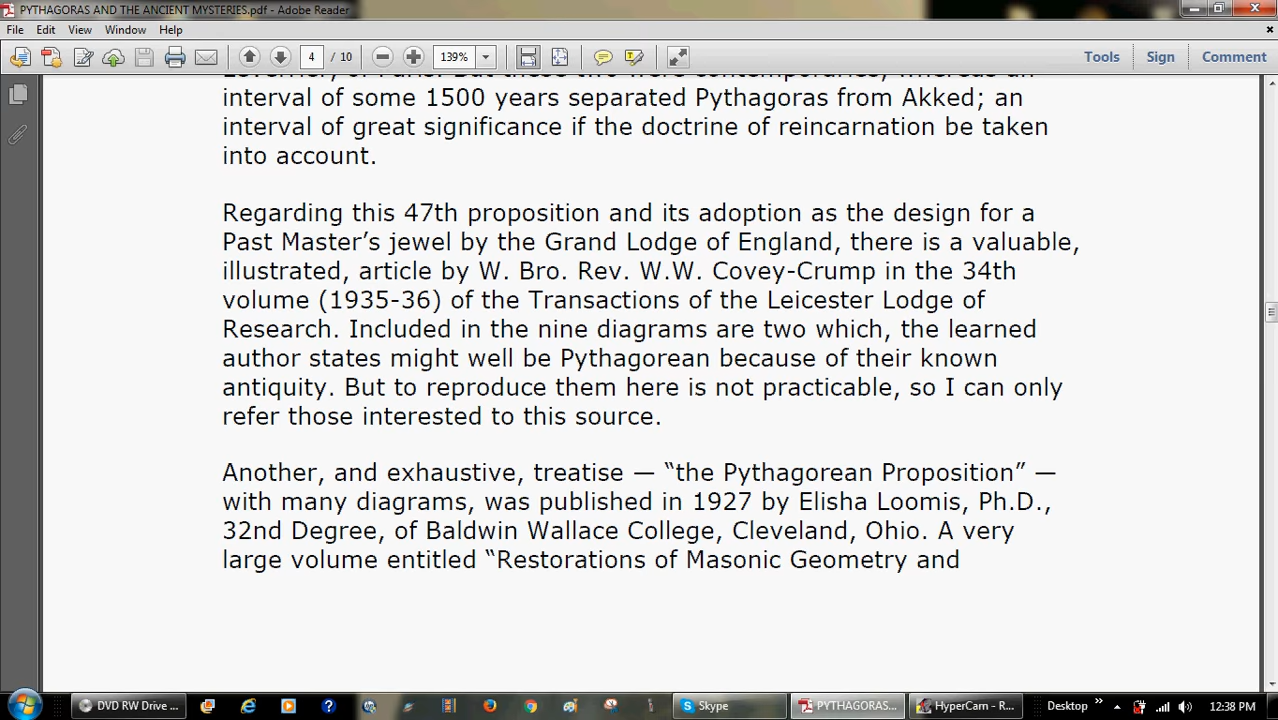 PYTHAGORAS AND THE ANCIENT MYSTERIES.pdf - Adobe Reader
File Edit View Window Help
4 / 10 139% Tools Sign Comment
interval of some 1500 years separated Pythagoras from Akked; an
interval of great significance if the doctrine of reincarnation be taken
into account.
Regarding this 47th proposition and its adoption as the design for a
Past Master’s jewel by the Grand Lodge of England, there is a valuable,
illustrated, article by W. Bro. Rev. W.W. Covey-Crump in the 34th
volume (1935-36) of the Transactions of the Leicester Lodge of
Research. Included in the nine diagrams are two which, the learned
author states might well be Pythagorean because of their known
antiquity. But to reproduce them here is not practicable, so I can only
refer those interested to this source.
Another, and exhaustive, treatise — “the Pythagorean Proposition” —
with many diagrams, was published in 1927 by Elisha Loomis, Ph.D.,
32nd Degree, of Baldwin Wallace College, Cleveland, Ohio. A very
large volume entitled “Restorations of Masonic Geometry and
DVD RW Drive ... Skype PYTHAGORAS... HyperCam - R... Desktop 12:38 PM